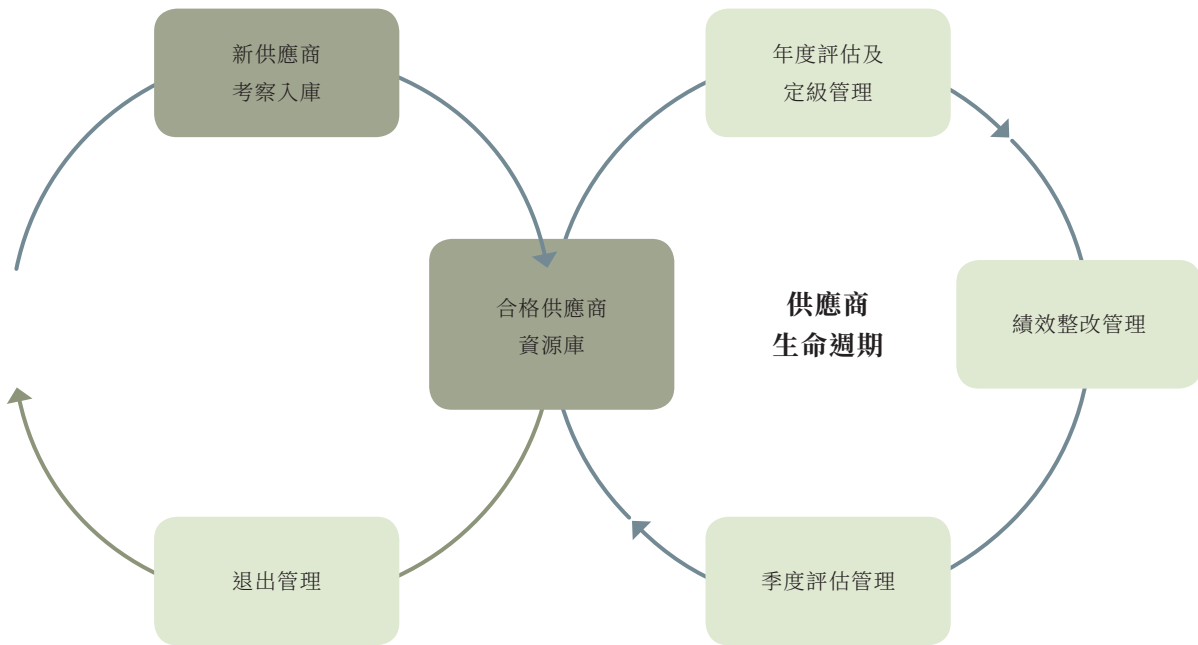 新供應商
考察入庫
年度評估及
定級管理
合格供應商
資源庫
供應商
生命週期
績效整改管理
退出管理
季度評估管理